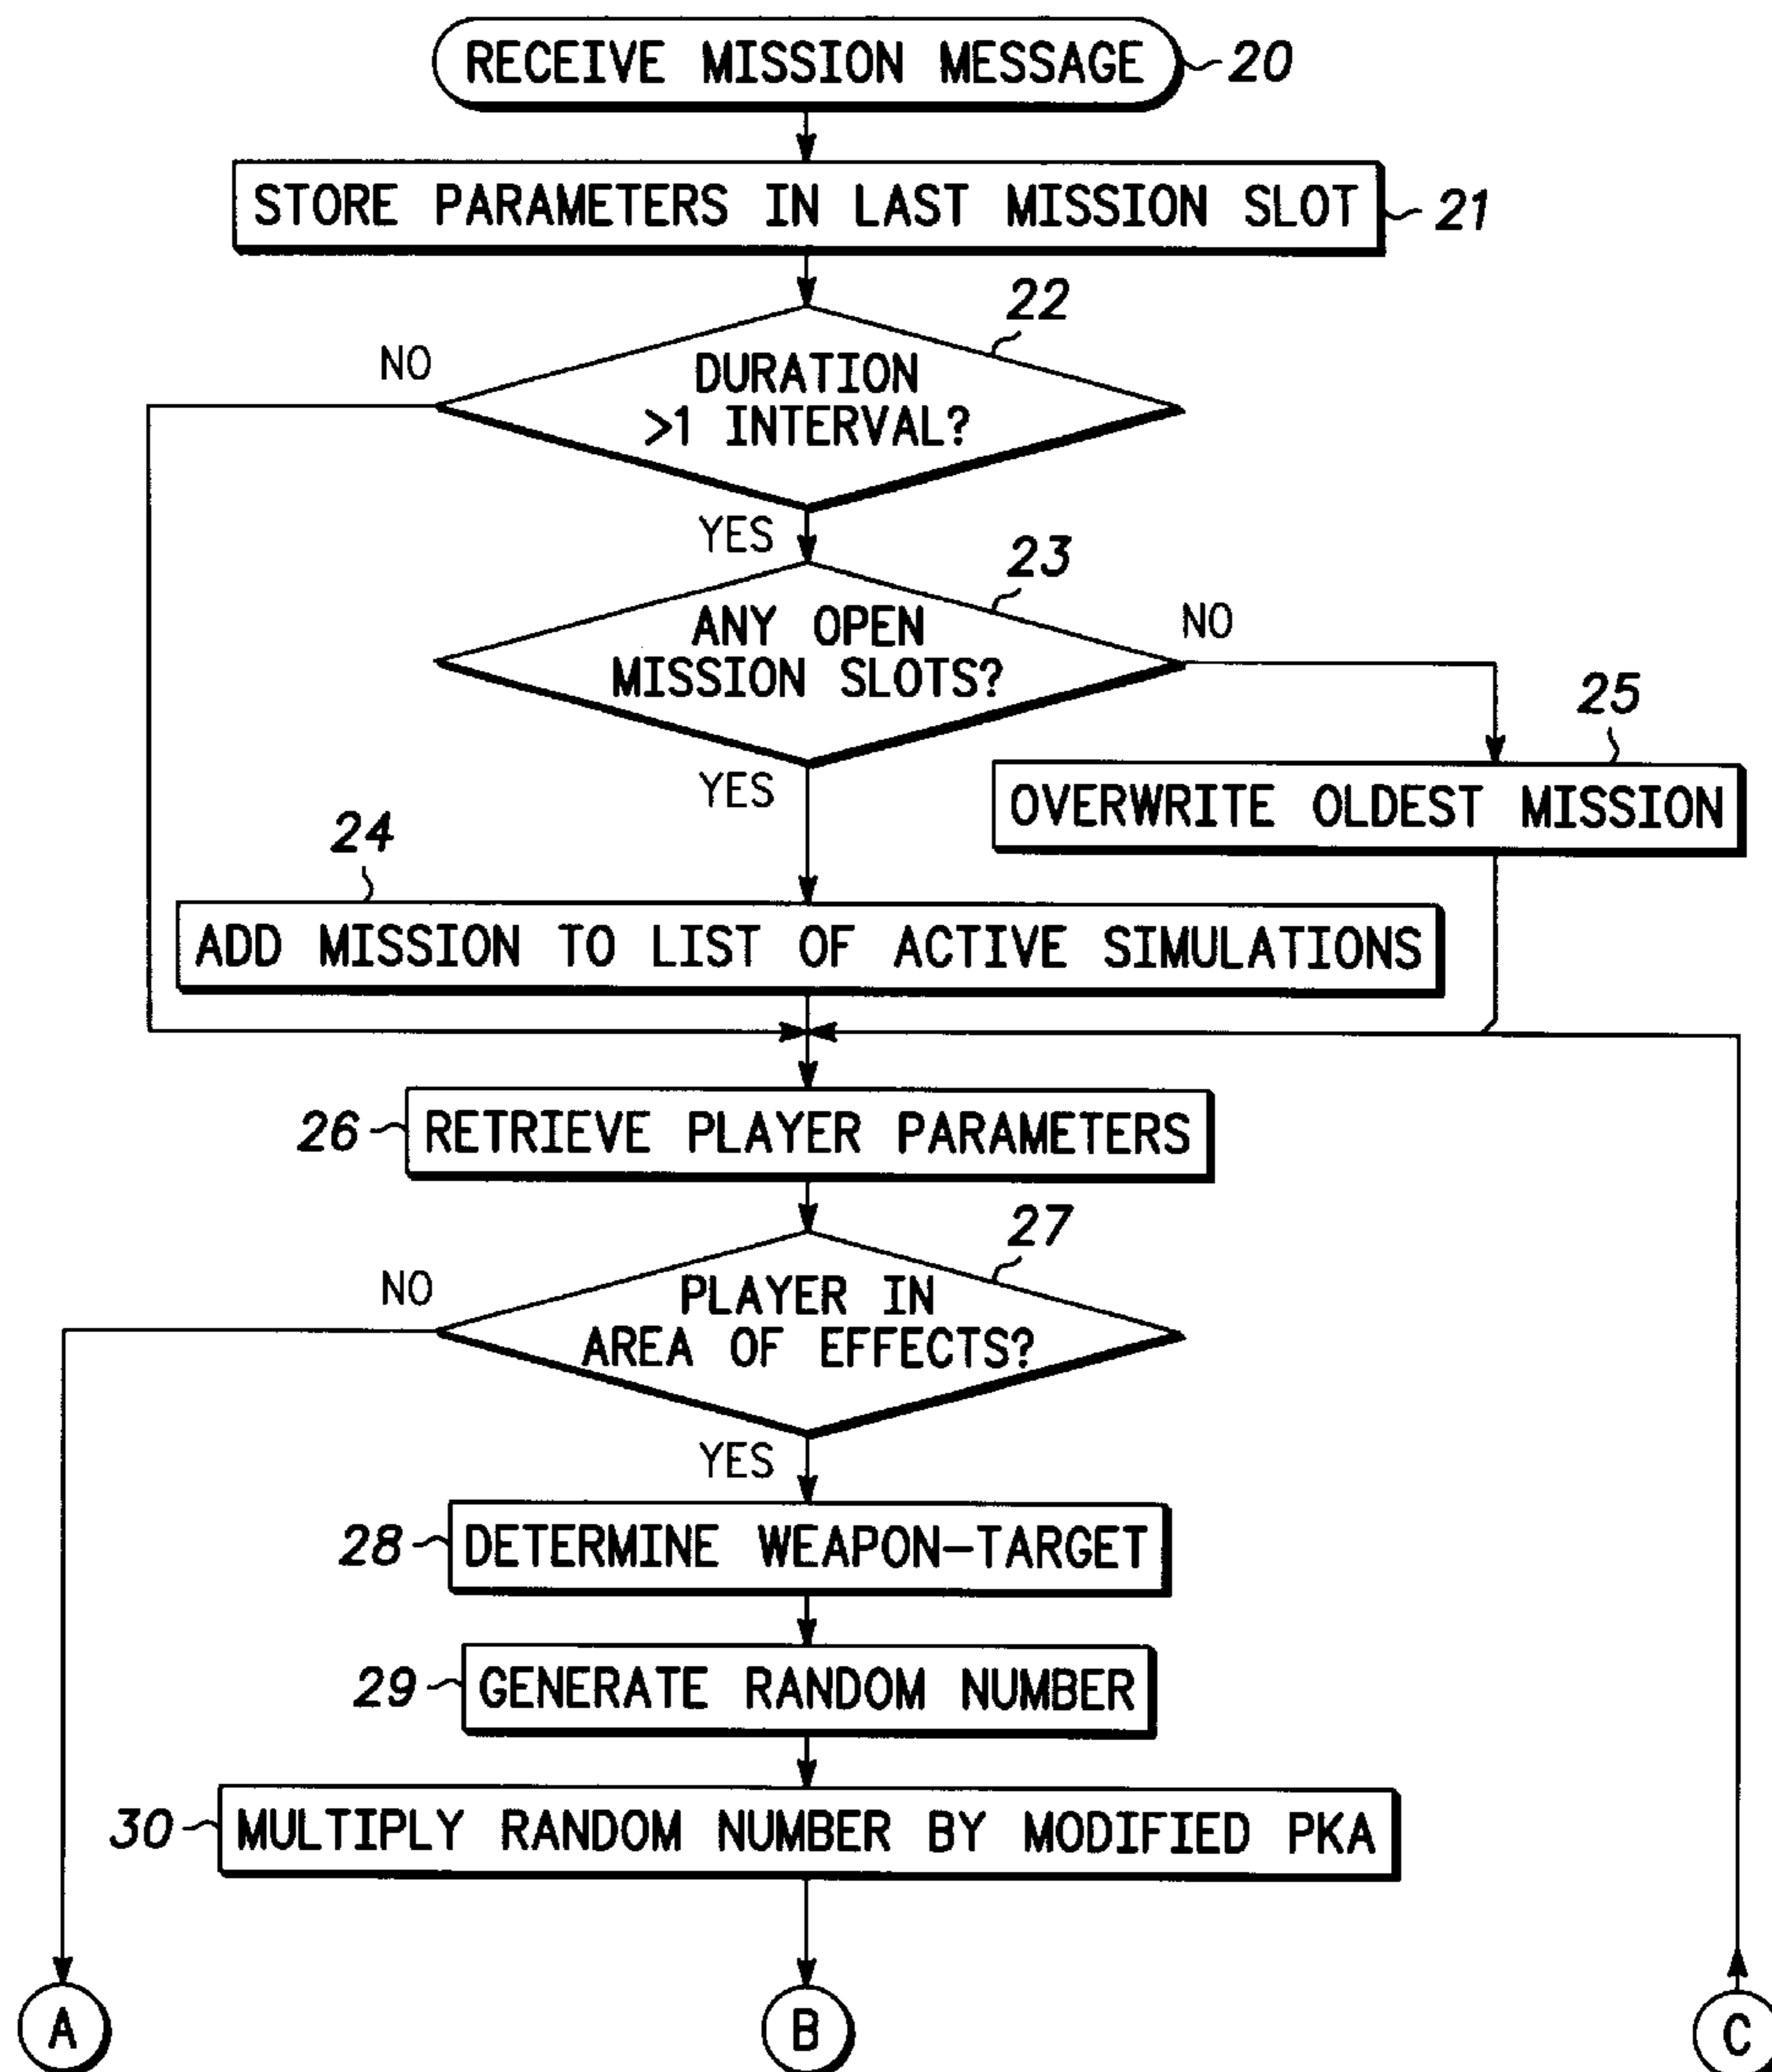 RECEIVE MISSION MESSAGE 20
STORE PARAMETERS IN LAST MISSION SLOT 21
22
NO
DURATION
>1 INTERVAL?
YES
23
ANY OPEN
MISSION SLOTS?
NO
25
YES
OVERWRITE OLDEST MISSION
24
ADD MISSION TO LIST OF ACTIVE SIMULATIONS
26 RETRIEVE PLAYER PARAMETERS
27
NO
PLAYER IN
AREA OF EFFECTS?
YES
28 DETERMINE WEAPON-TARGET
29 GENERATE RANDOM NUMBER
30 MULTIPLY RANDOM NUMBER BY MODIFIED PKA
A
B
C